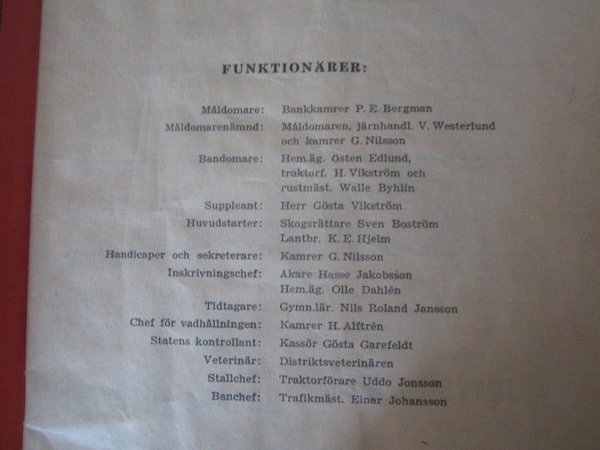 FUNKTIONÄRER:
Måldomare: Bankkamrer P. E. Bergman
Måldomarenämnd: Måldomaren, järnhandl. V. Westerlund
och kamrer G. Nilsson
Bandomare: Hem.äg. Östen Edlund,
traktorf. H. Vikström och
rustmäst. Walle Byhlin
Suppleant: Herr Gösta Vikström
Huvudstarter: Skogsrättare Sven Boström
Lantbr. K. E. Hjelm
Handicaper och sekreterare: Kamrer G. Nilsson
Inskrivningschef: Åkare Hasse Jakobsson
Hem.äg. Olle Dahlén
Tidtagare: Gymn.lär. Nils Roland Jansson
Chef för vadhållningen: Kamrer H. Alftrén
Statens kontrollant: Kassör Gösta Garefeldt
Veterinär: Distriktsveterinären
Stallchef: Traktorförare Uddo Jonsson
Banchef: Trafikmäst. Einar Johansson